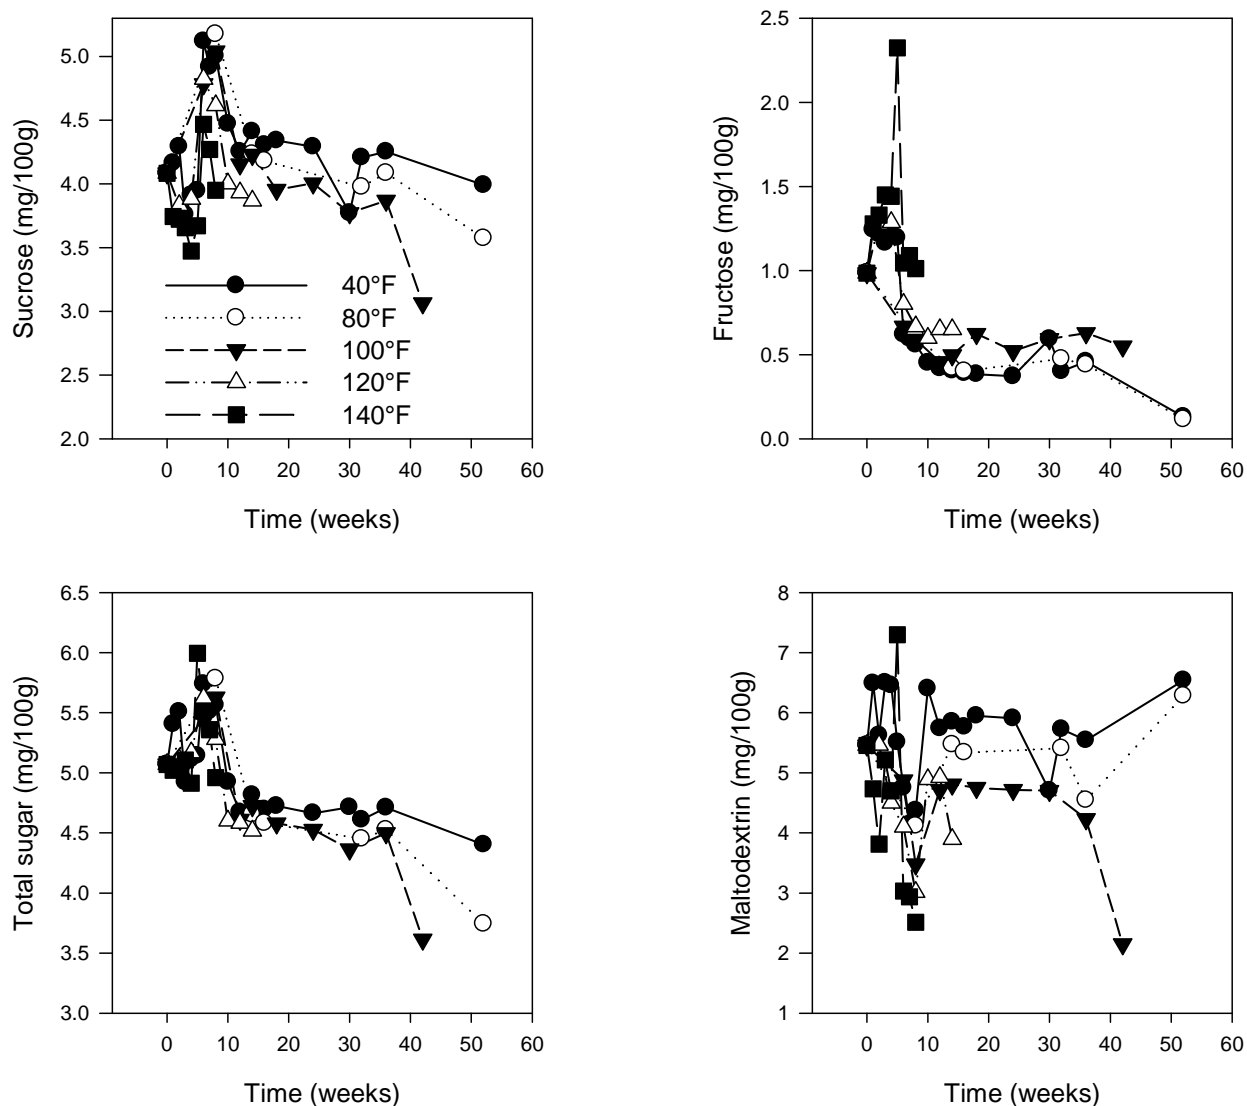 Sucrose (mg/100g)
5.0
4.5
4.0
3.5
3.0
2.5
2.0
40°F
80°F
100°F
120°F
140°F
0 10 20 30 40 50 60
Time (weeks)
Fructose (mg/100g)
2.5
2.0
1.5
1.0
0.5
0.0
0 10 20 30 40 50 60
Time (weeks)
Total sugar (mg/100g)
6.5
6.0
5.5
5.0
4.5
4.0
3.5
3.0
0 10 20 30 40 50 60
Time (weeks)
Maltodextrin (mg/100g)
8
7
6
5
4
3
2
1
0 10 20 30 40 50 60
Time (weeks)